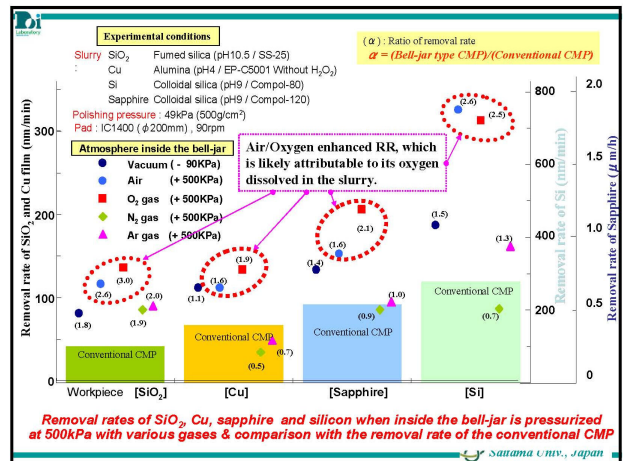 Doi
Laboratory
Experimental conditions
Slurry : SiO2 Fumed silica (pH10.5 / SS-25)
Cu Alumina (pH4 / EP-C5001 Without H2O2)
Si Colloidal silica (pH9 / Compol-80)
Sapphire Colloidal silica (pH9 / Compol-120)
Polishing pressure : 49kPa (500g/cm2)
Pad : IC1400 (φ200mm) , 90rpm
(α) : Ratio of removal rate
α = (Bell-jar type CMP)/(Conventional CMP)
Atmosphere inside the bell-jar
Vacuum ( - 90KPa)
Air (+ 500KPa)
O2 gas (+ 500KPa)
N2 gas (+ 500KPa)
Ar gas (+ 500KPa)
Air/Oxygen enhanced RR, which
is likely attributable to its oxygen
dissolved in the slurry.
Removal rate of SiO2 and Cu film (nm/min)
300
200
100
0
Removal rate of Si (nm/min)
800
600
400
200
0
Removal rate of Sapphire (μm/h)
2.0
1.5
1.0
0.5
0
(1.8)
(2.6)
(3.0)
(1.9)
(2.0)
(1.1)
(1.6)
(1.9)
(0.5)
(0.7)
(1.4)
(1.6)
(2.1)
(0.9)
(1.0)
(1.5)
(2.6)
(2.5)
(0.7)
(1.3)
Conventional CMP
Conventional CMP
Conventional CMP
Conventional CMP
Workpiece [SiO2] [Cu] [Sapphire] [Si]
Removal rates of SiO2, Cu, sapphire and silicon when inside the bell-jar is pressurized
at 500kPa with various gases & comparison with the removal rate of the conventional CMP
Saitama Univ., Japan